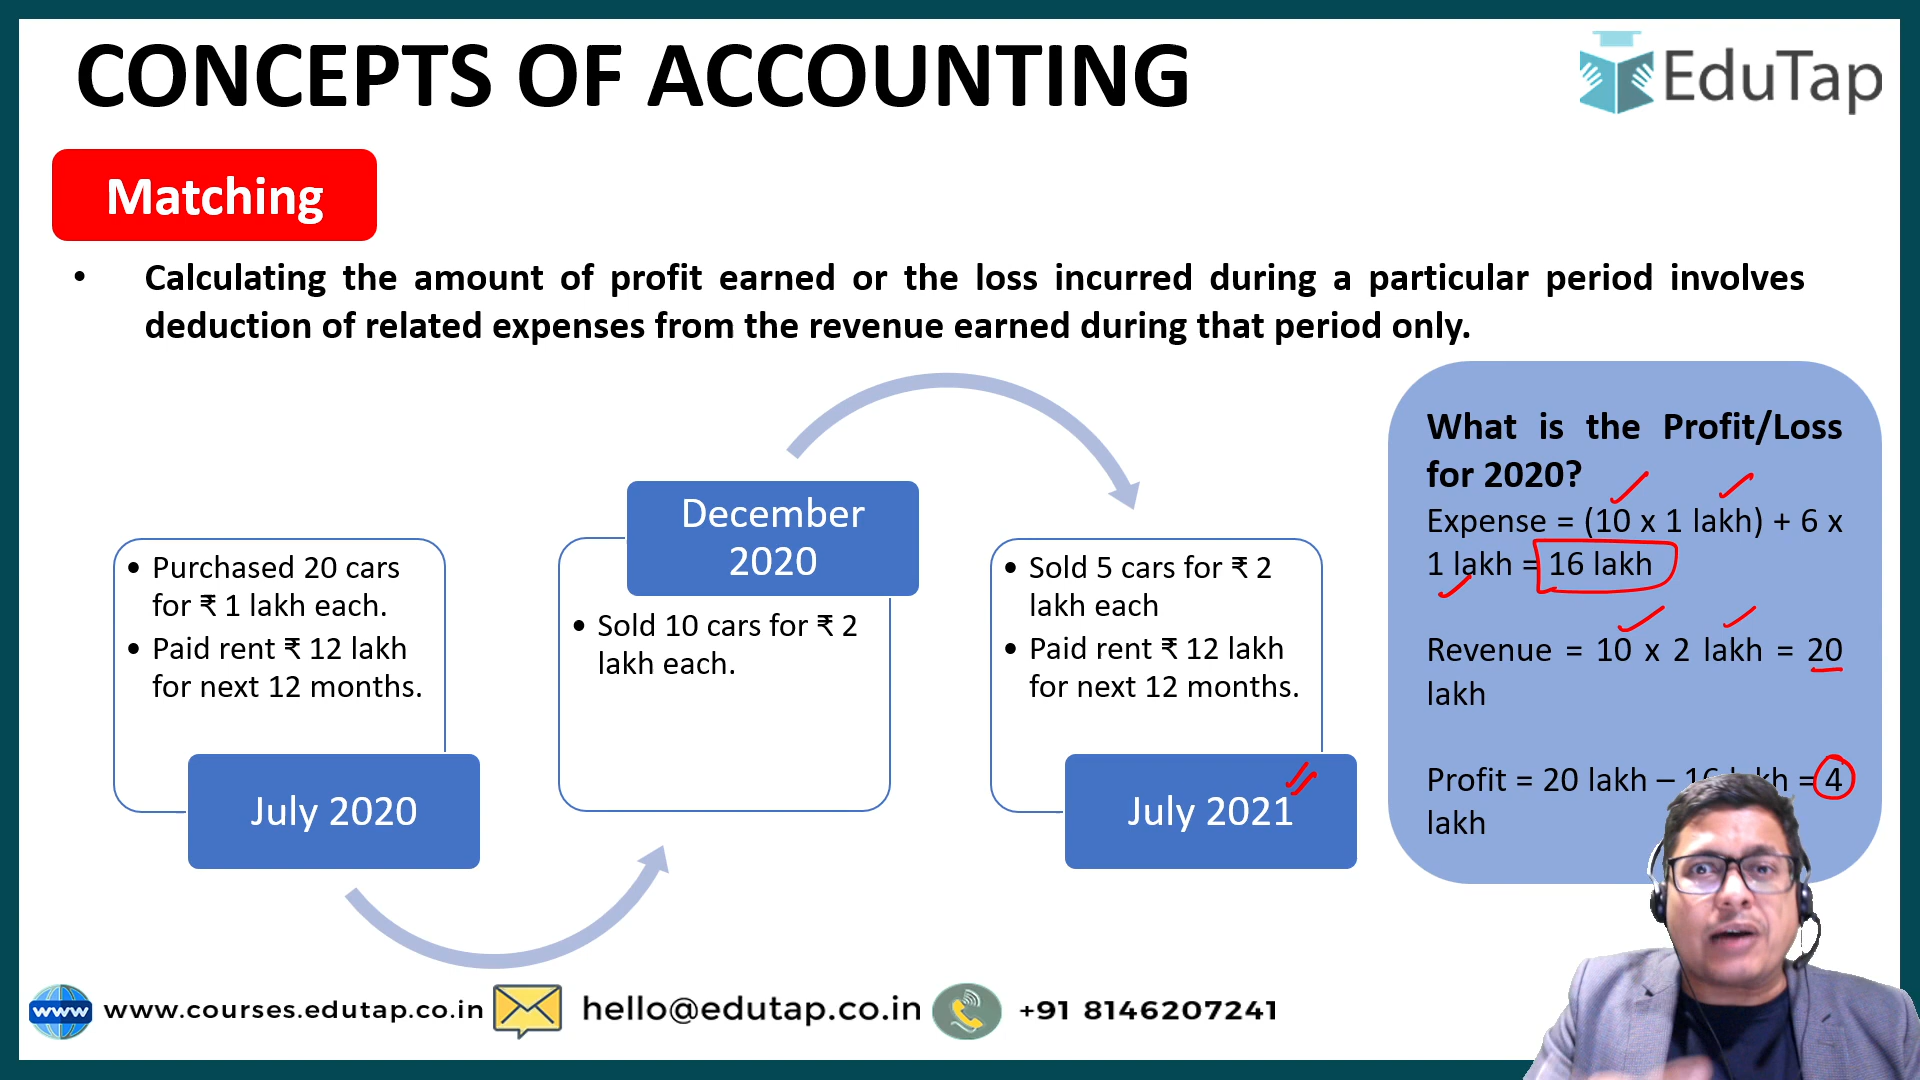 CONCEPTS OF ACCOUNTING
EduTap
Matching
• Calculating the amount of profit earned or the loss incurred during a particular period involves
deduction of related expenses from the revenue earned during that period only.
• Purchased 20 cars
for ₹ 1 lakh each.
• Paid rent ₹ 12 lakh
for next 12 months.
July 2020
December
2020
• Sold 10 cars for ₹ 2
lakh each.
• Sold 5 cars for ₹ 2
lakh each
• Paid rent ₹ 12 lakh
for next 12 months.
July 2021
What is the Profit/Loss
for 2020?
Expense = (10 x 1 lakh) + 6 x
1 lakh = 16 lakh
Revenue = 10 x 2 lakh = 20
lakh
Profit = 20 lakh – 16 lakh = 4
lakh
www
www.courses.edutap.co.in
hello@edutap.co.in
+91 8146207241